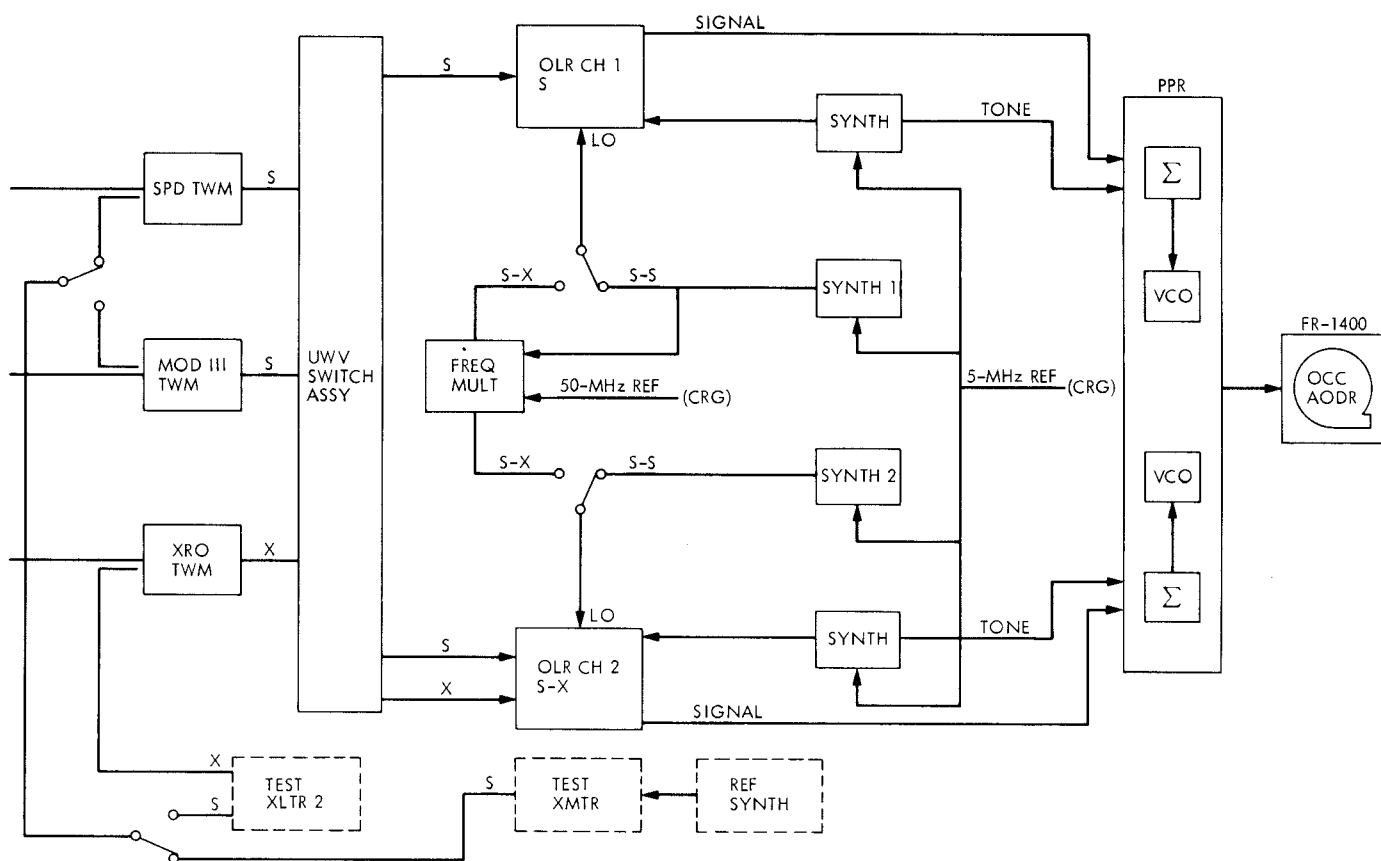 SIGNAL
S
OLR CH 1
S
PPR
SYNTH
TONE
LO
Σ
SPD TWM
S
S-X
S-S
SYNTH 1
VCO
FR-1400
MOD III
TWM
S
UWV
SWITCH
ASSY
FREQ
MULT
50-MHz REF
(CRG)
5-MHz REF
(CRG)
OCC
AODR
S-X
S-S
SYNTH 2
VCO
XRO
TWM
X
LO
Σ
S
OLR CH 2
S-X
SYNTH
TONE
X
SIGNAL
X
TEST
XLTR 2
S
S
TEST
XMTR
REF
SYNTH